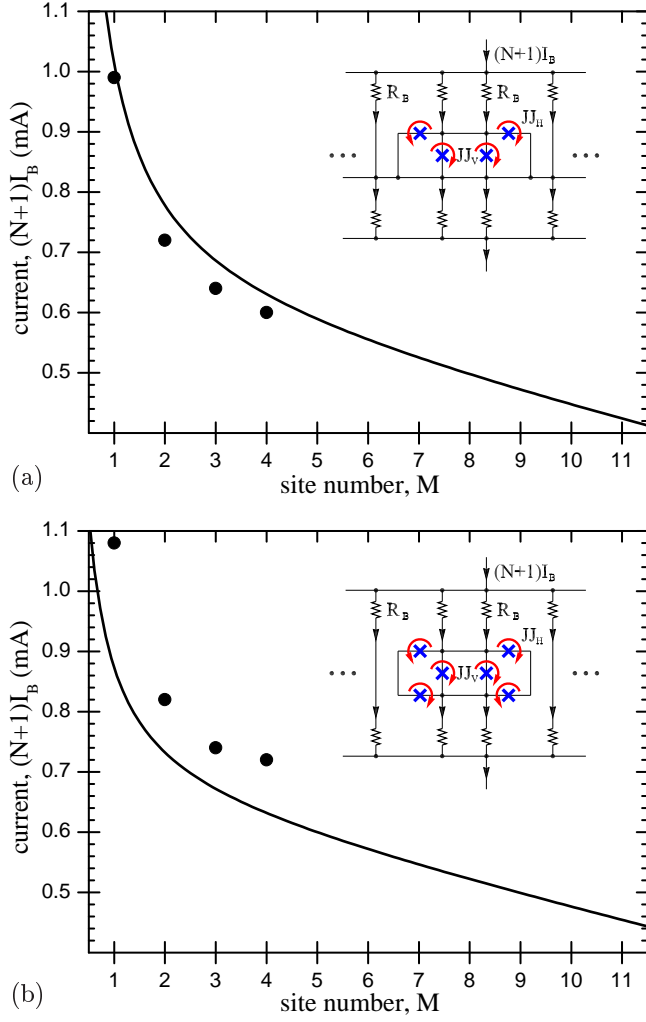 1.1
1.0
0.9
0.8
0.7
0.6
0.5
current, (N+1)I_B (mA)
(N+1)I_B
R_B R_B
JJ_H
JJ_V
• • • • • •
1 2 3 4 5 6 7 8 9 10 11
site number, M
(a)
1.1
1.0
0.9
0.8
0.7
0.6
0.5
current, (N+1)I_B (mA)
(N+1)I_B
R_B R_B
JJ_H
JJ_V
• • • • • •
1 2 3 4 5 6 7 8 9 10 11
site number, M
(b)